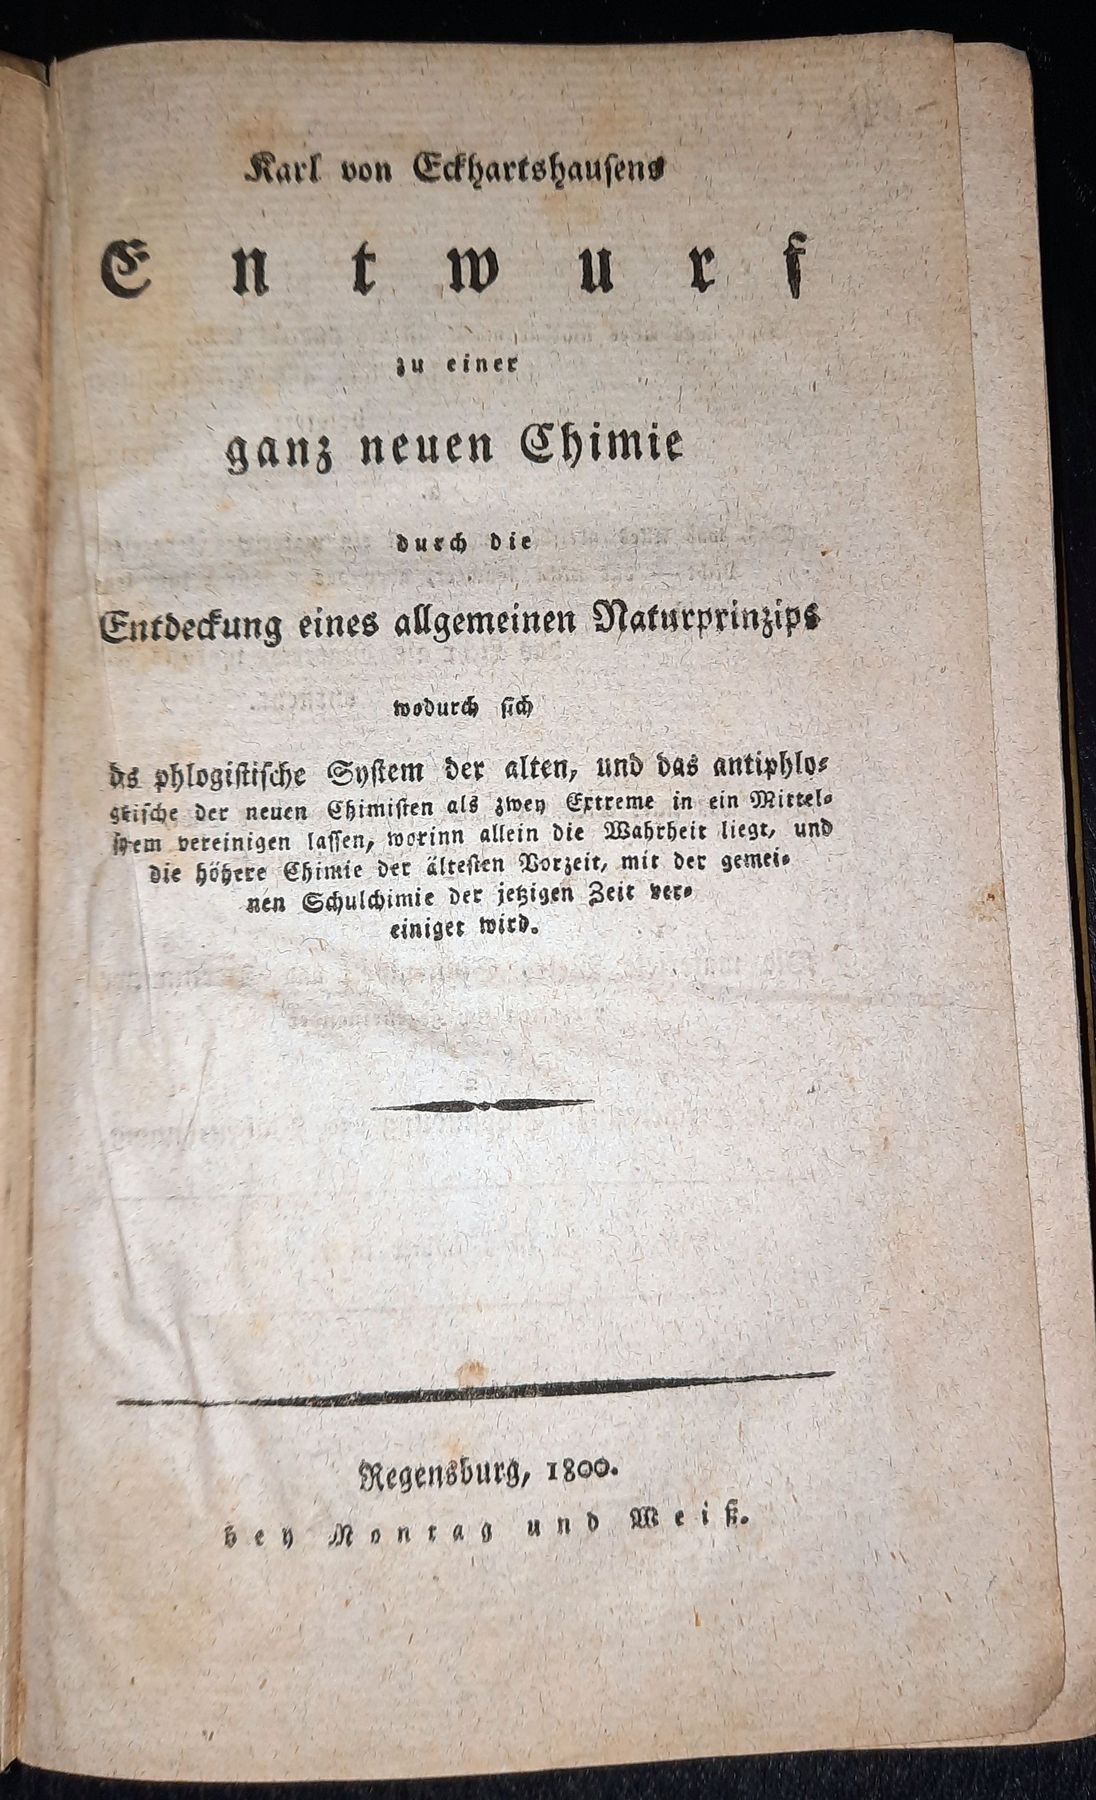 Karl von Eckhartshausens
Entwurf
zu einer
ganz neuen Chimie
durch die
Entdeckung eines allgemeinen Naturprinzips
wodurch sich
ds phlogistische System der alten, und das antiphlo-
gistische der neuen Chimisten als zwey Extreme in ein Mittel-
system vereinigen lassen, worinn allein die Wahrheit liegt, und
die höhere Chimie der ältesten Vorzeit, mit der gemei-
nen Schulchimie der jetzigen Zeit ver-
einiget wird.
Regensburg, 1800.
bey Montag und Weiß.